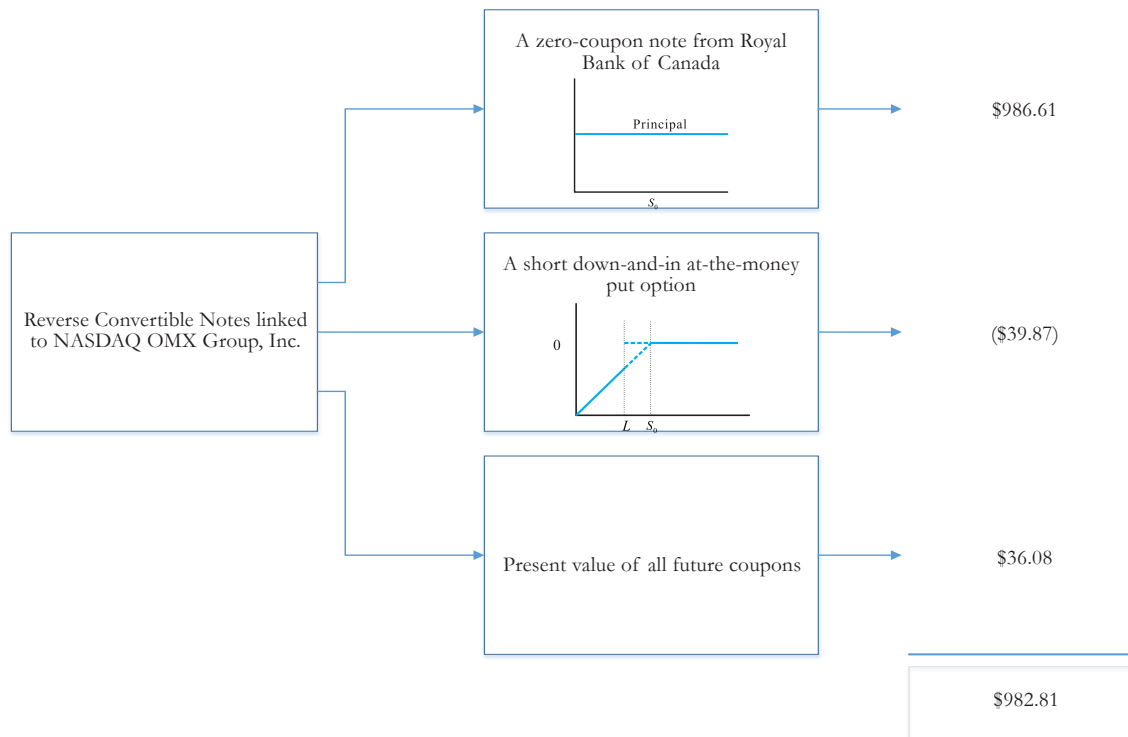 A zero-coupon note from Royal
Bank of Canada
Principal
S₀
$986.61
Reverse Convertible Notes linked
to NASDAQ OMX Group, Inc.
A short down-and-in at-the-money
put option
0
L S₀
($39.87)
Present value of all future coupons
$36.08
$982.81